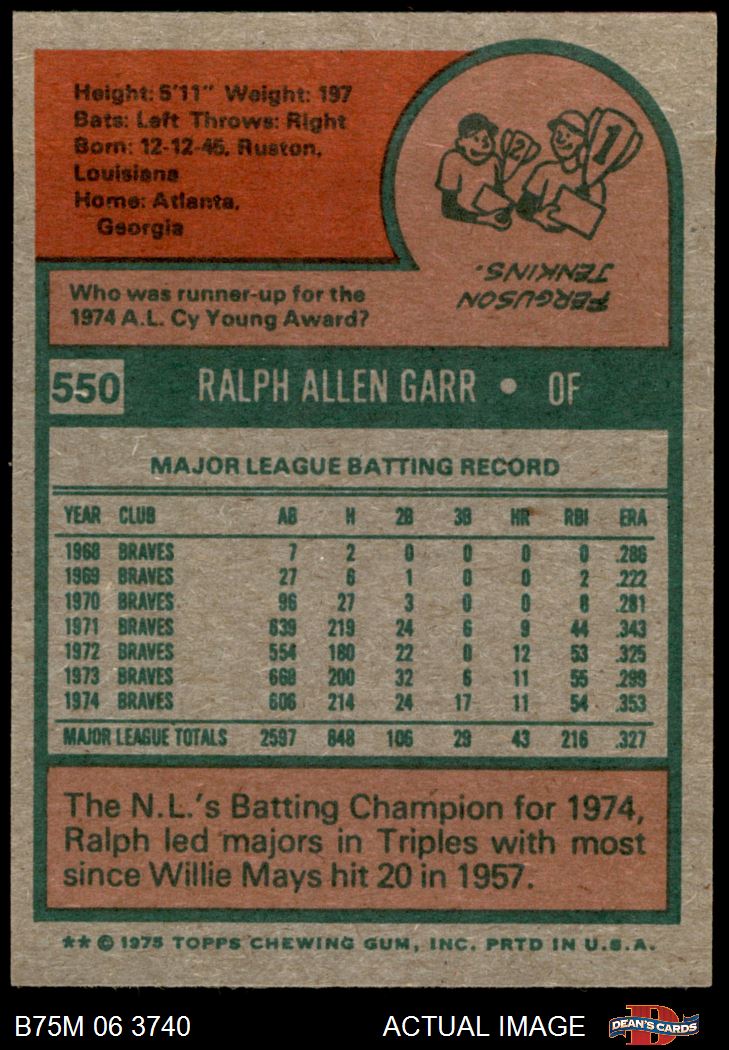 Height: 5'11" Weight: 197
Bats: Left Throws: Right
Born: 12-12-45, Ruston,
Louisiana
Home: Atlanta,
Georgia
2
1
FERGUSON
JENKINS.
Who was runner-up for the
1974 A.L. Cy Young Award?
550 RALPH ALLEN GARR • OF
MAJOR LEAGUE BATTING RECORD
YEAR CLUB AB H 2B 3B HR RBI ERA
1968 BRAVES 7 2 0 0 0 0 .286
1969 BRAVES 27 6 1 0 0 2 .222
1970 BRAVES 96 27 3 0 0 8 .281
1971 BRAVES 639 219 24 6 9 44 .343
1972 BRAVES 554 180 22 0 12 53 .325
1973 BRAVES 668 200 32 6 11 55 .299
1974 BRAVES 606 214 24 17 11 54 .353
MAJOR LEAGUE TOTALS 2597 848 106 29 43 216 .327
The N.L.'s Batting Champion for 1974,
Ralph led majors in Triples with most
since Willie Mays hit 20 in 1957.
** © 1975 TOPPS CHEWING GUM, INC. PRTD IN U.S.A.
B75M 06 3740 ACTUAL IMAGE DEAN'S CARDS